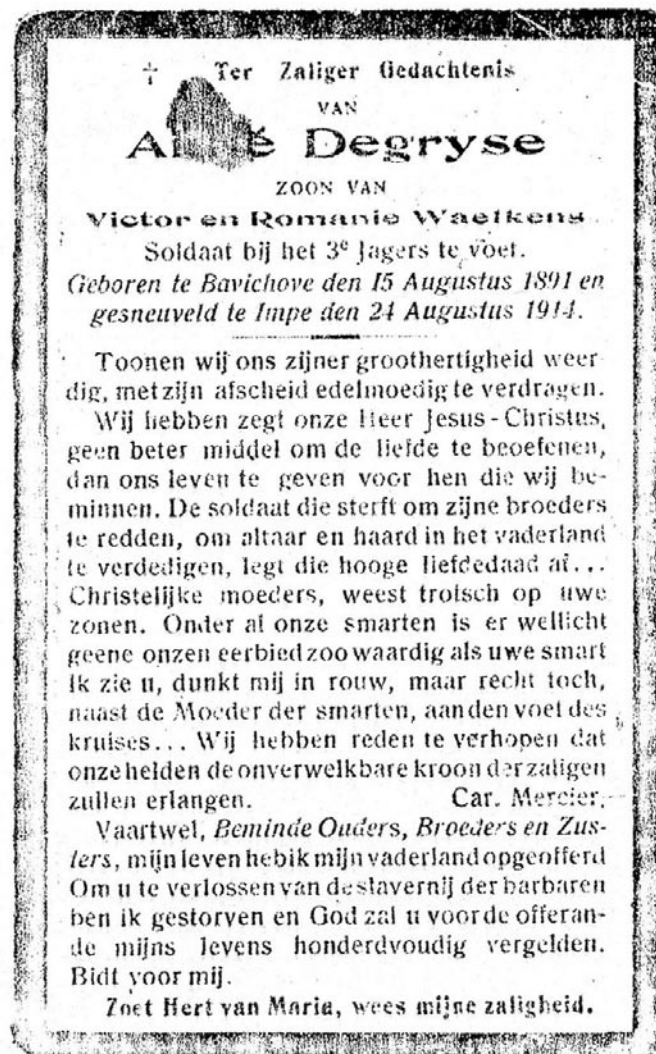 † Ter Zaliger Gedachtenis
VAN
Degryse
ZOON VAN
Victor en Romanie Waelkens
Soldaat bij het 3e Jagers te voet.
Geboren te Bavichove den 15 Augustus 1891 en
gesneuveld te Impe den 24 Augustus 1914.
Toonen wij ons zijner groothertigheid weer
dig, met zijn afscheid edelmoedig te verdragen.
Wij hebben zegt onze Heer Jesus-Christus,
geen beter middel om de liefde te beoefenen,
dan ons leven te geven voor hen die wij be-
minnen. De soldaat die sterft om zijne broeders
te redden, om altaar en haard in het vaderland
te verdedigen, legt die hooge liefdedaad af...
Christelijke moeders, weest trotsch op uwe
zonen. Onder al onze smarten is er wellicht
geene onzen eerbied zoo waardig als uwe smart
Ik zie u, dunkt mij in rouw, maar recht toch,
naast de Moeder der smarten, aan den voet des
kruises... Wij hebben reden te verhopen dat
onze helden de onverwelkbare kroon der zaligen
zullen erlangen. Car. Mercier.
Vaartwel, Beminde Ouders, Broeders en Zus-
ters, mijn leven heb ik mijn vaderland opgeofferd
Om u te verlossen van de slavernij der barbaren
ben ik gestorven en God zal u voor de offeran-
de mijns levens honderdvoudig vergelden.
Bidt voor mij.
Zoet Hert van Maria, wees mijne zaligheid.